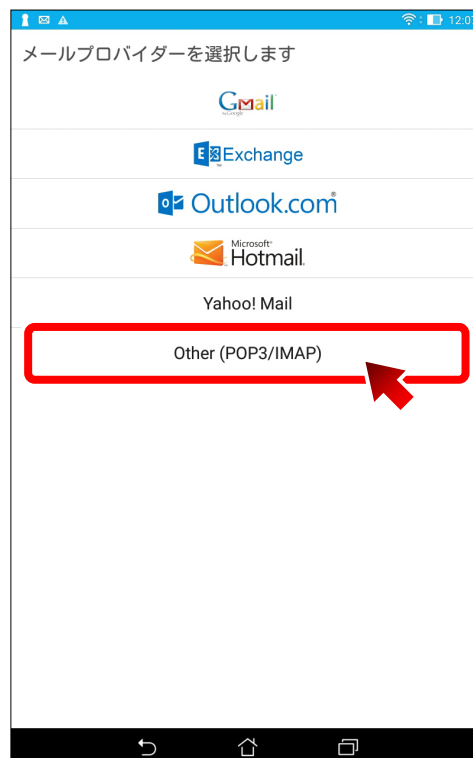 12:07
メールプロバイダーを選択します
Gmail
by Google
E Exchange
Outlook.com
Microsoft
Hotmail
Yahoo! Mail
Other (POP3/IMAP)